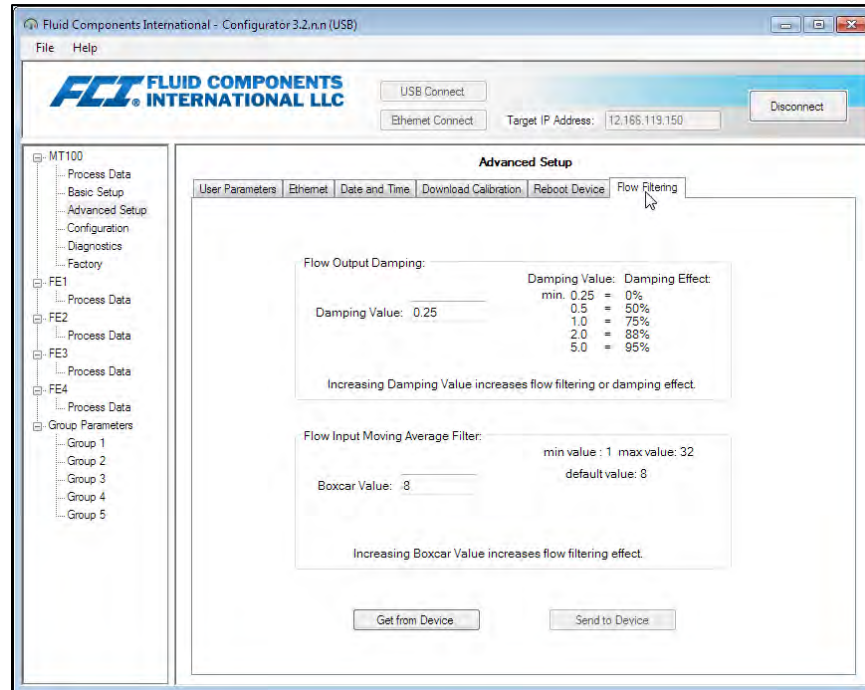 Fluid Components International - Configurator 3.2.n.n (USB)
File Help
FCI FLUID COMPONENTS
® INTERNATIONAL LLC
USB Connect
Ethernet Connect
Target IP Address: 12.166.119.150
Disconnect
MT100
Process Data
Basic Setup
Advanced Setup
Configuration
Diagnostics
Factory
FE1
Process Data
FE2
Process Data
FE3
Process Data
FE4
Process Data
Group Parameters
Group 1
Group 2
Group 3
Group 4
Group 5
Advanced Setup
User Parameters Ethernet Date and Time Download Calibration Reboot Device Flow Filtering
Flow Output Damping:
Damping Value: 0.25
Damping Value: Damping Effect:
min. 0.25 = 0%
0.5 = 50%
1.0 = 75%
2.0 = 88%
5.0 = 95%
Increasing Damping Value increases flow filtering or damping effect.
Flow Input Moving Average Filter:
min value : 1 max value: 32
default value: 8
Boxcar Value: 8
Increasing Boxcar Value increases flow filtering effect.
Get from Device
Send to Device